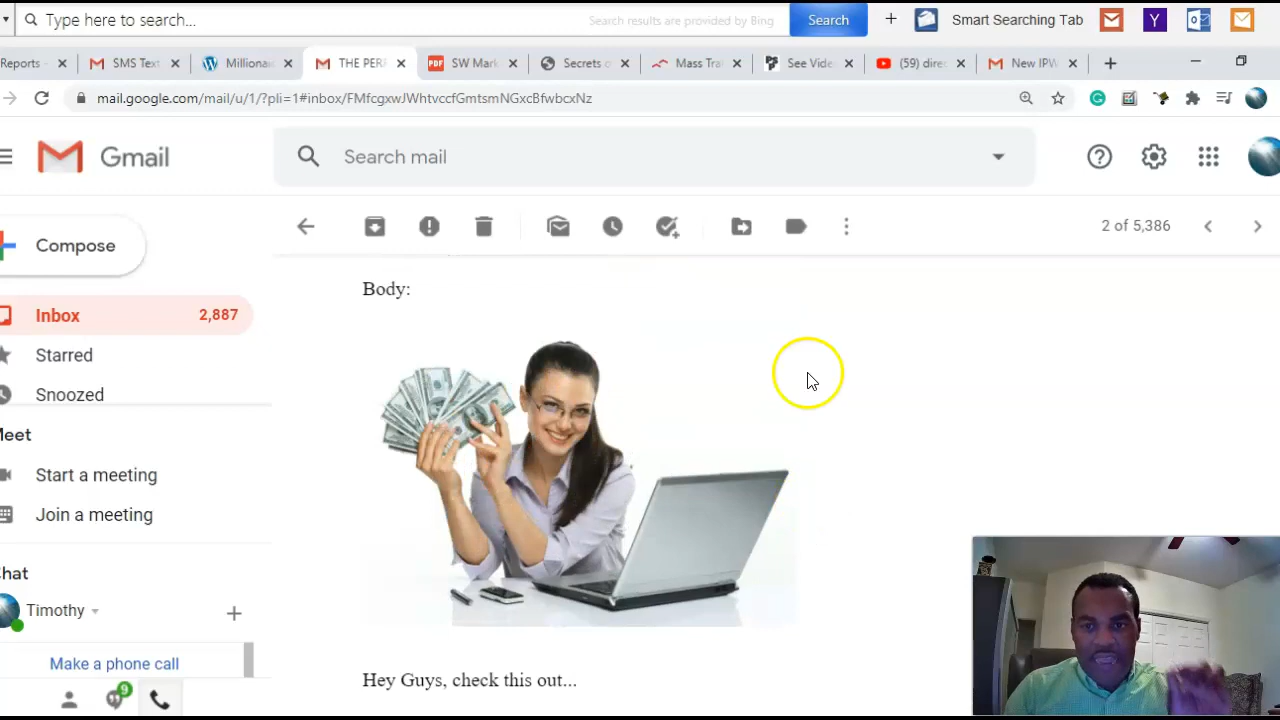 Type here to search...
Search results are provided by Bing
Search
Smart Searching Tab
Reports
SMS Text
Millionai
THE PERF
SW Mark
Secrets o
Mass Tra
See Vide
(59) direc
New IPW
mail.google.com/mail/u/1/?pli=1#inbox/FMfcgxwJWhtvccfGmtsmNGxcBfwbcxNz
Gmail
Search mail
Compose
2 of 5,386
Inbox 2,887
Starred
Snoozed
Meet
Start a meeting
Join a meeting
Chat
Timothy
Make a phone call
9
Body:
Hey Guys, check this out...